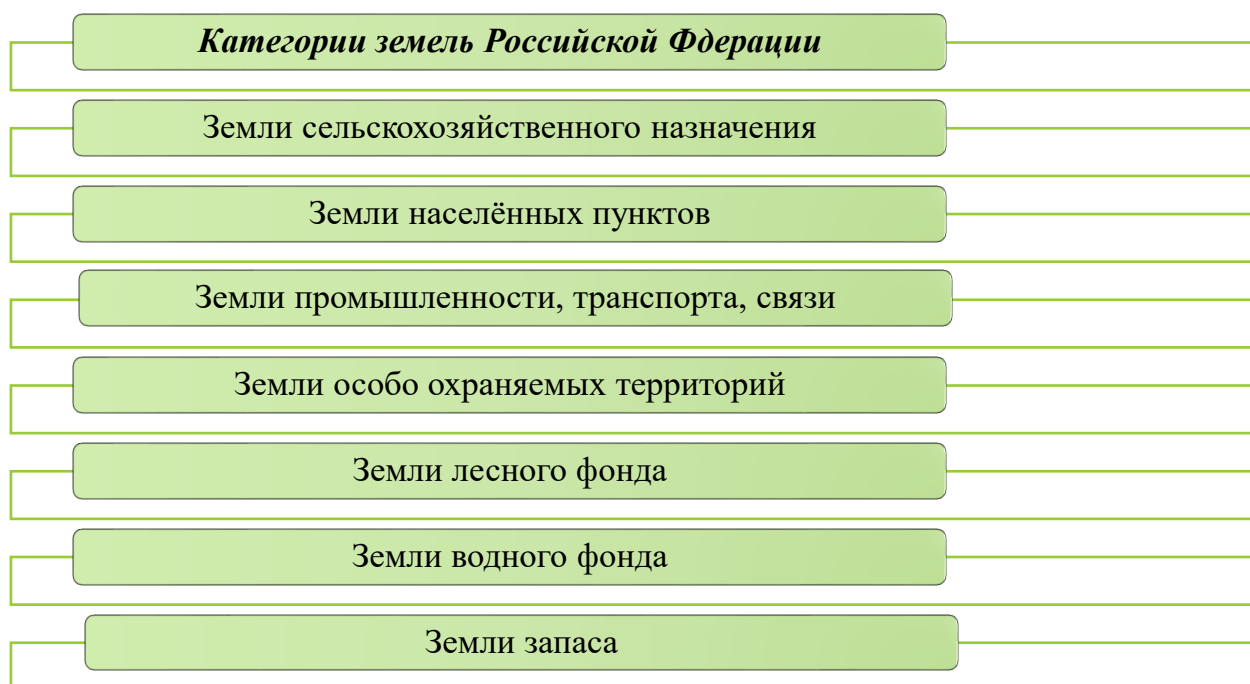 Категории земель Российской Фдерации
Земли сельскохозяйственного назначения
Земли населённых пунктов
Земли промышленности, транспорта, связи
Земли особо охраняемых территорий
Земли лесного фонда
Земли водного фонда
Земли запаса